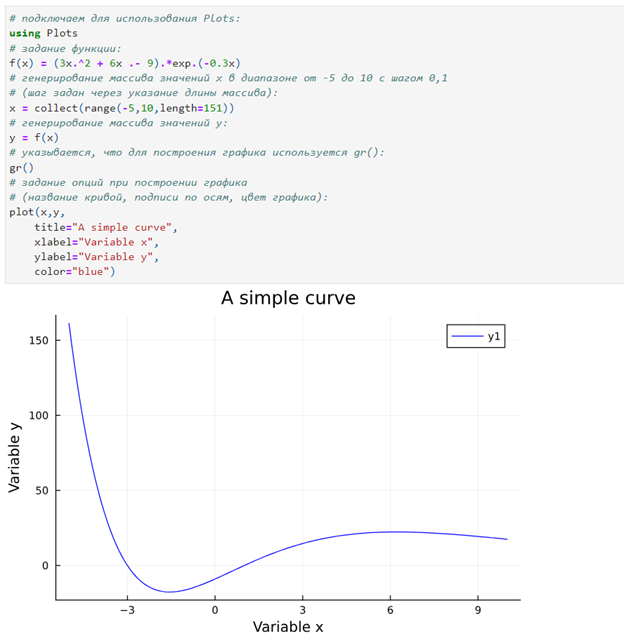 # подключаем для использования Plots:
using Plots
# задание функции:
f(x) = (3x.^2 + 6x .- 9).*exp.(-0.3x)
# генерирование массива значений x в диапазоне от -5 до 10 с шагом 0,1
# (шаг задан через указание длины массива):
x = collect(range(-5,10,length=151))
# генерирование массива значений y:
y = f(x)
# указывается, что для построения графика используется gr():
gr()
# задание опций при построении графика
# (название кривой, подписи по осям, цвет графика):
plot(x,y,
title="A simple curve",
xlabel="Variable x",
ylabel="Variable y",
color="blue")
A simple curve
y1
150
100
50
0
Variable y
-3 0 3 6 9
Variable x